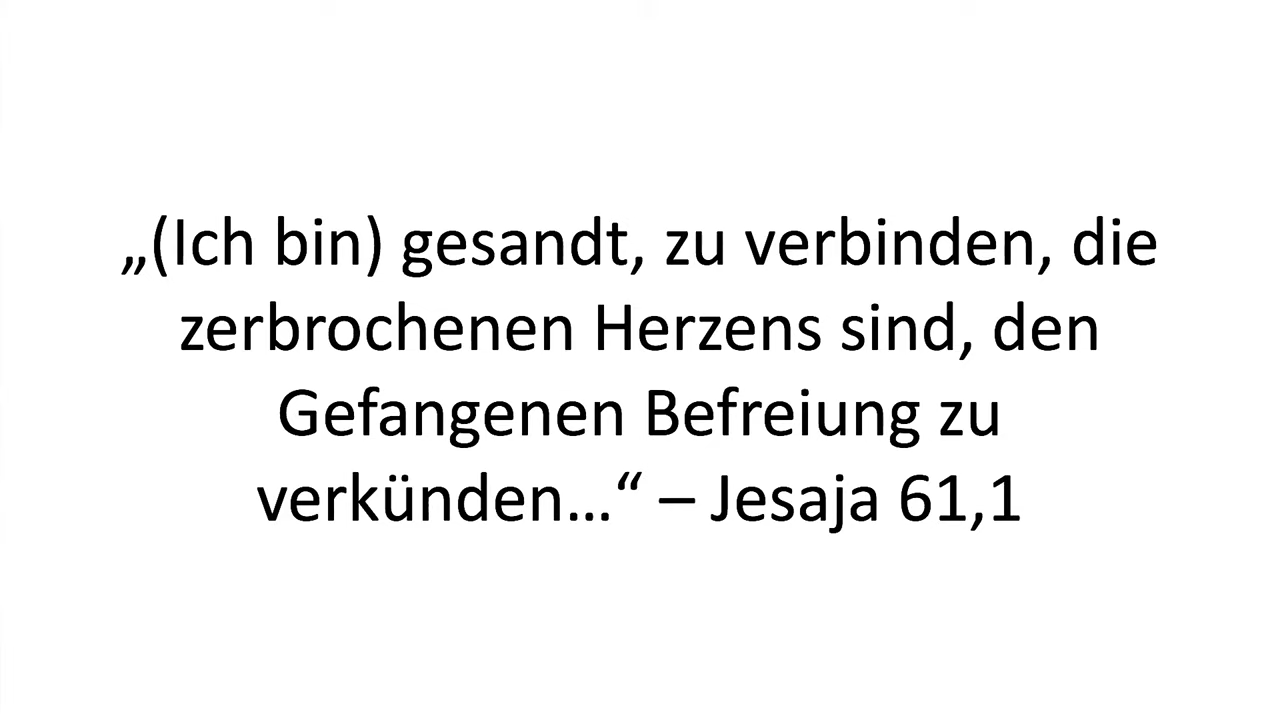 „(Ich bin) gesandt, zu verbinden, die
zerbrochenen Herzens sind, den
Gefangenen Befreiung zu
verkünden…“ – Jesaja 61,1